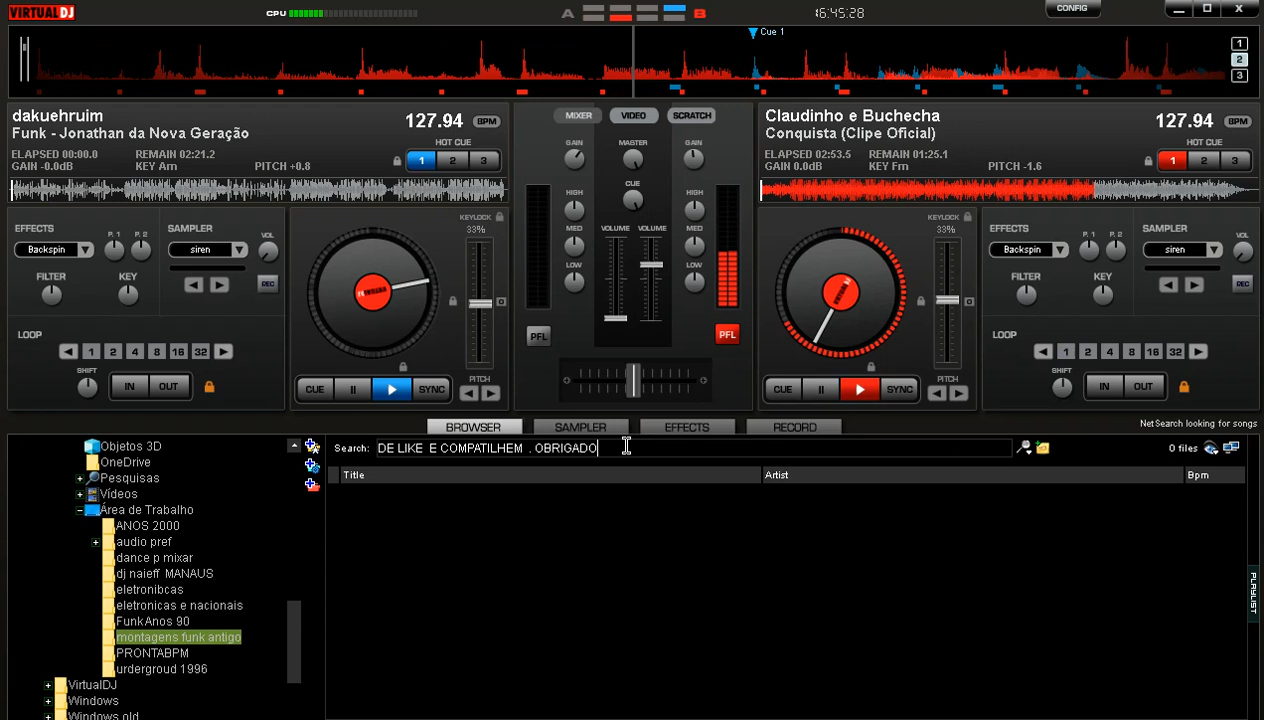 VIRTUAL DJ
CPU
A
B
16:45:28
CONFIG
X
Cue 1
1
2
3
dakuehruim
Funk - Jonathan da Nova Geração
127.94 BPM
HOT CUE
ELAPSED 00:00.0 REMAIN 02:21.2
GAIN -0.0dB KEY Am PITCH +0.8
1 2 3
MIXER VIDEO SCRATCH
GAIN MASTER GAIN
CUE
HIGH HIGH
MED VOLUME VOLUME MED
LOW LOW
PFL PFL
Claudinho e Buchecha
Conquista (Clipe Oficial)
127.94 BPM
HOT CUE
ELAPSED 02:53.5 REMAIN 01:25.1
GAIN 0.0dB KEY Fm PITCH -1.6
1 2 3
EFFECTS P. 1 P. 2 SAMPLER VOL
Backspin siren
FILTER KEY REC
LOOP
1 2 4 8 16 32
SHIFT IN OUT
KEYLOCK
33%
CUE SYNC PITCH
KEYLOCK
33%
CUE SYNC PITCH
EFFECTS P. 1 P. 2 SAMPLER VOL
Backspin siren
FILTER KEY REC
LOOP
1 2 4 8 16 32
SHIFT IN OUT
BROWSER SAMPLER EFFECTS RECORD
NetSearch looking for songs
Search: DE LIKE E COMPATILHEM . OBRIGADO
0 files
Title Artist Bpm
Objetos 3D
OneDrive
Pesquisas
Vídeos
Área de Trabalho
ANOS 2000
audio pref
dance p mixar
dj naieff MANAUS
eletronibcas
eletronicas e nacionais
FunkAnos 90
montagens funk antigo
PRONTABPM
urdergroud 1996
VirtualDJ
Windows
Windows.old
PLAYLIST